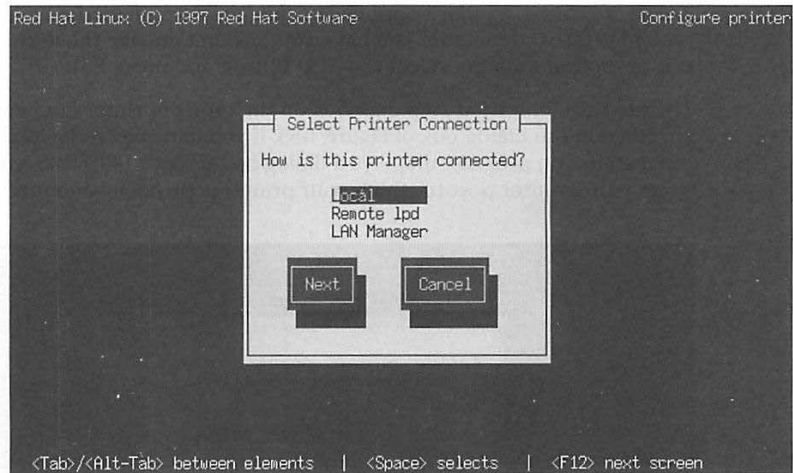 Red Hat Linux (C) 1997 Red Hat Software Configure printer
Select Printer Connection
How is this printer connected?
Local
Remote lpd
LAN Manager
Next Cancel
<Tab>/<Alt-Tab> between elements | <Space> selects | <F12> next screen